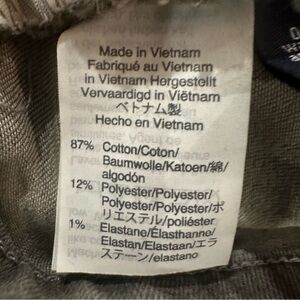 Made in Vietnam
Fabriqué au Vietnam
in Vietnam Hergestellt
Vervaardigd in Viëtnam
ベトナム製
Hecho en Vietnam
87% Cotton/Coton/
Baumwolle/Katoen/綿/
algodón
12% Polyester/Polyester/
Polyester/Polyester/ポ
リエステル/poliéster
1% Elastane/Élasthanne/
Elastan/Elastaan/エラ
ステーン/elastano